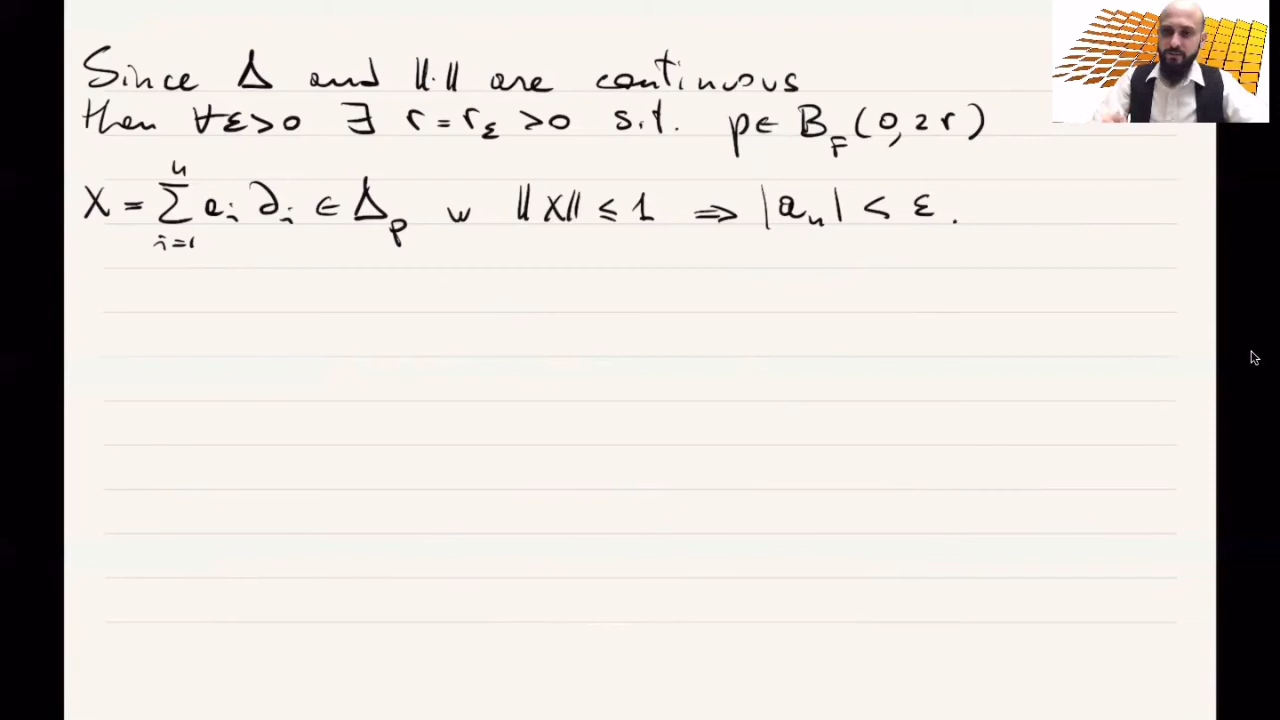 Since Δ and ‖·‖ are continuous
then ∀ε>0 ∃ r = r_ε >0 s.t. p∈ B_F(0,2r)
X = ∑_{i=1}^{n} a_i ∂_i ∈ Δ_p w ‖X‖ ≤ 1 ⇒ |a_n| < ε.